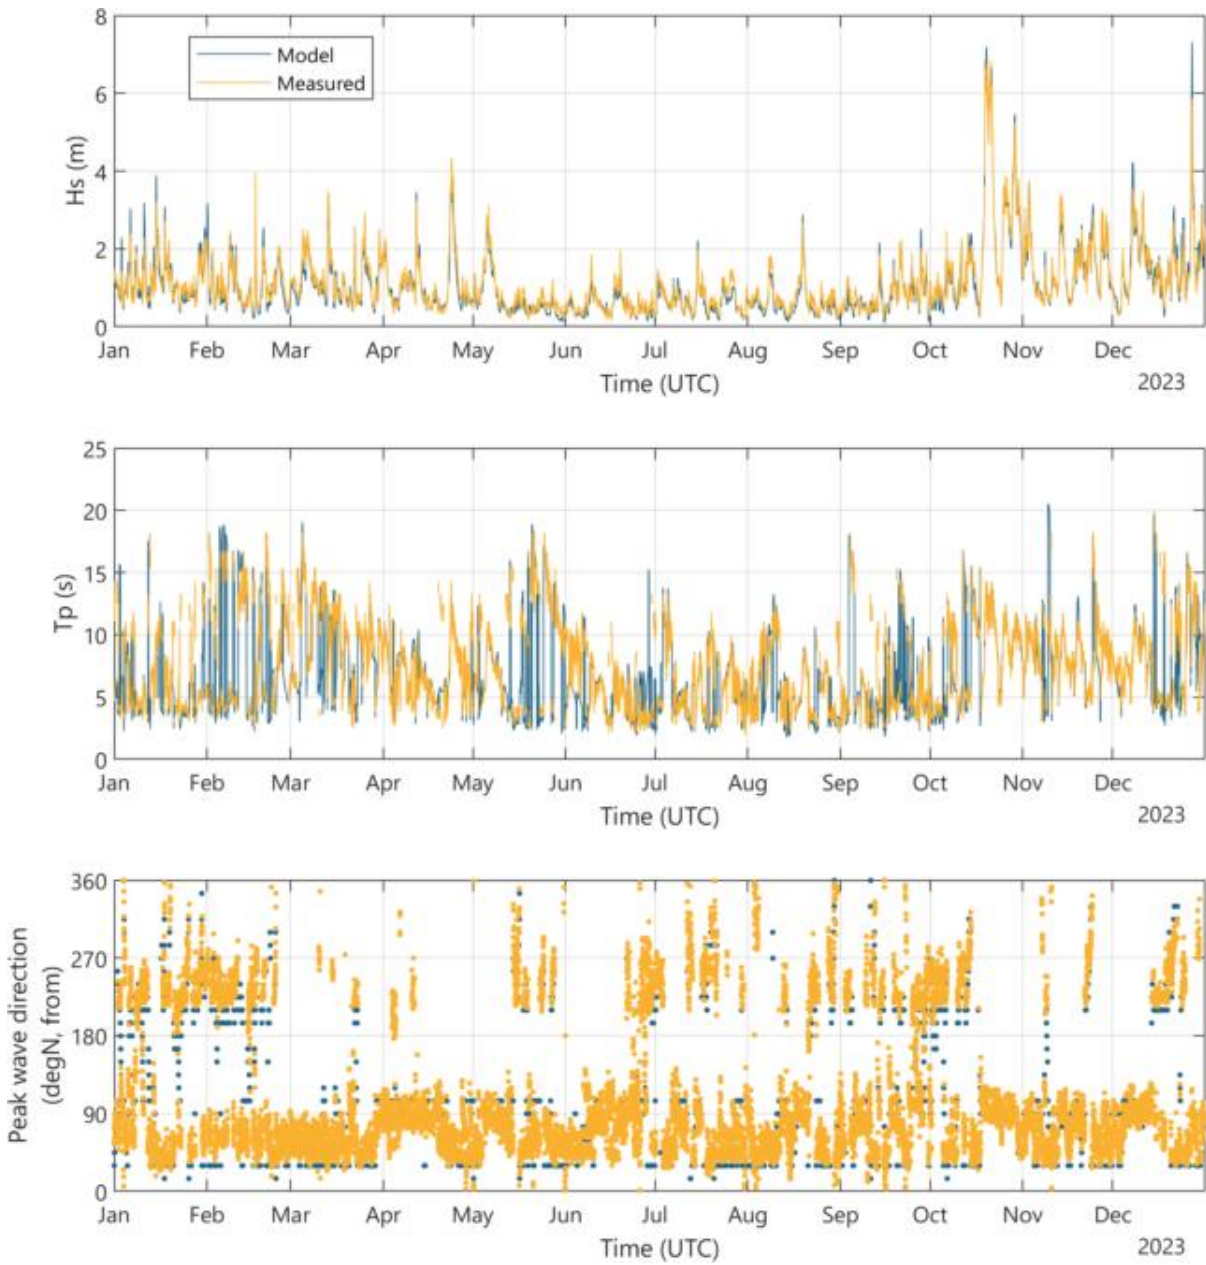 8
6
4
2
0
Hs (m)
Model
Measured
Jan Feb Mar Apr May Jun Jul Aug Sep Oct Nov Dec
Time (UTC)
2023
25
20
15
10
5
0
Tp (s)
Jan Feb Mar Apr May Jun Jul Aug Sep Oct Nov Dec
Time (UTC)
2023
360
270
180
90
0
Peak wave direction
(degN, from)
Jan Feb Mar Apr May Jun Jul Aug Sep Oct Nov Dec
Time (UTC)
2023